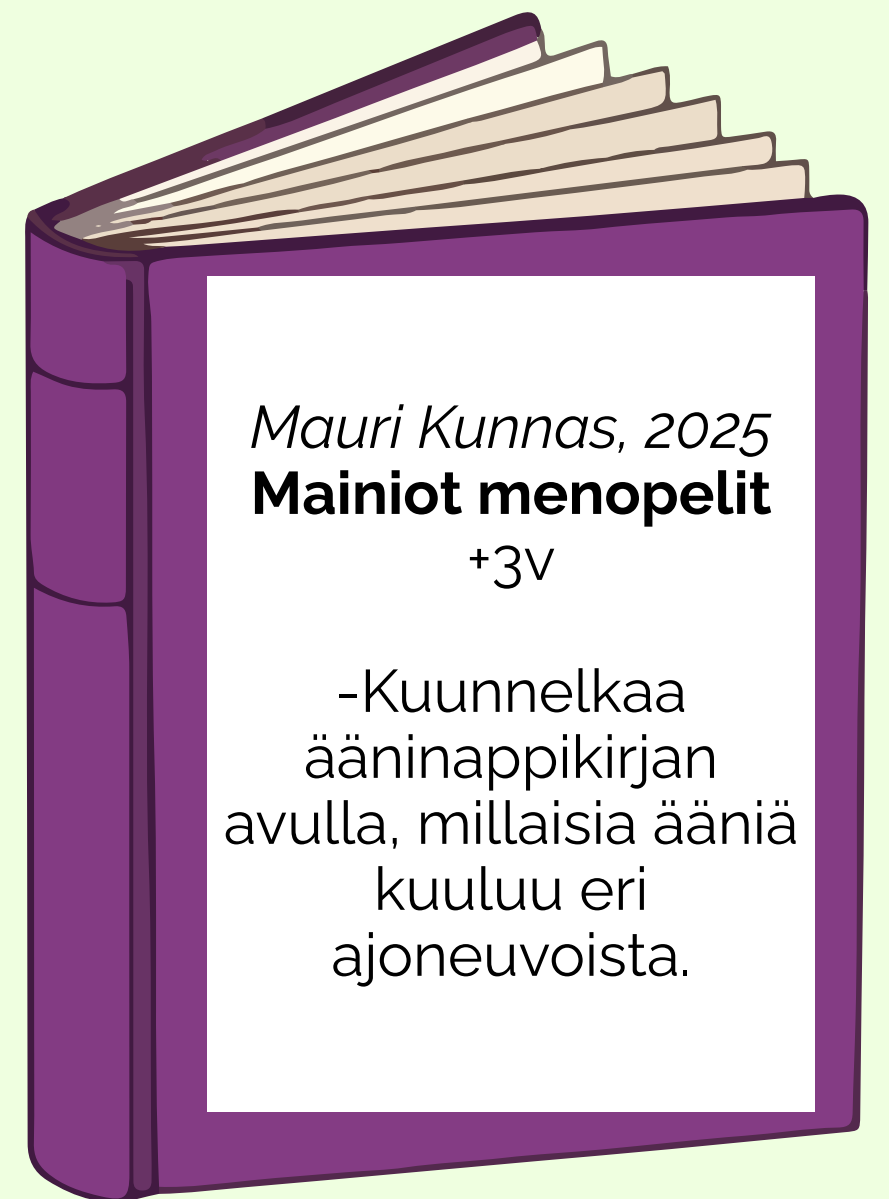 Mauri Kunnas, 2025
Mainiot menopelit
+3v
-Kuunnelkaa
ääninappikirjan
avulla, millaisia ääniä
kuuluu eri
ajoneuvoista.